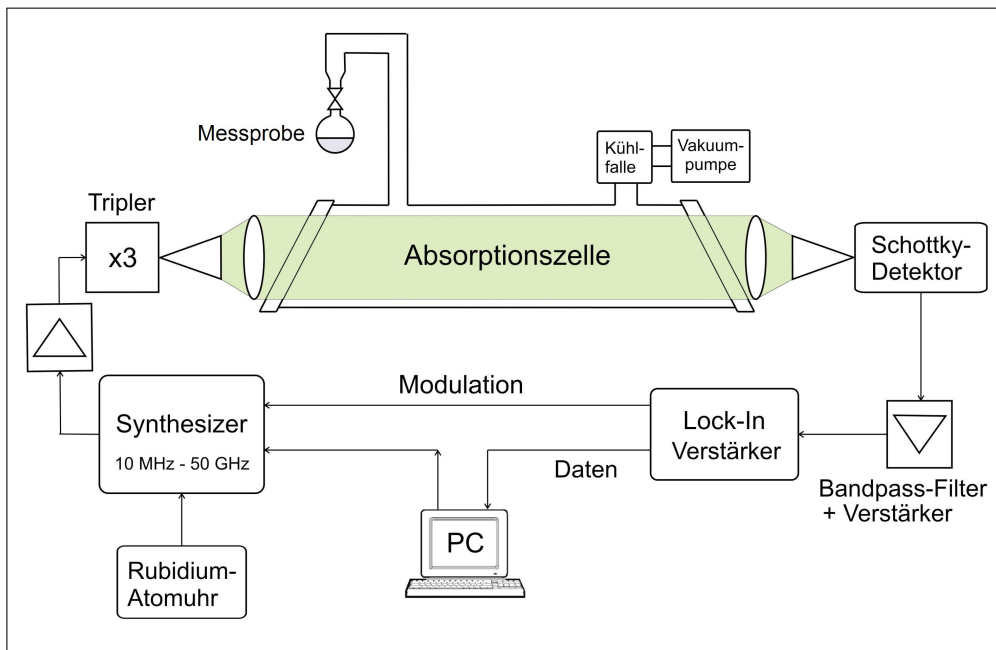 Messprobe
Kühl-
falle
Vakuum-
pumpe
Tripler
x3
Absorptionszelle
Schottky-
Detektor
Modulation
Synthesizer
10 MHz - 50 GHz
Lock-In
Verstärker
Daten
Bandpass-Filter
+ Verstärker
PC
Rubidium-
Atomuhr